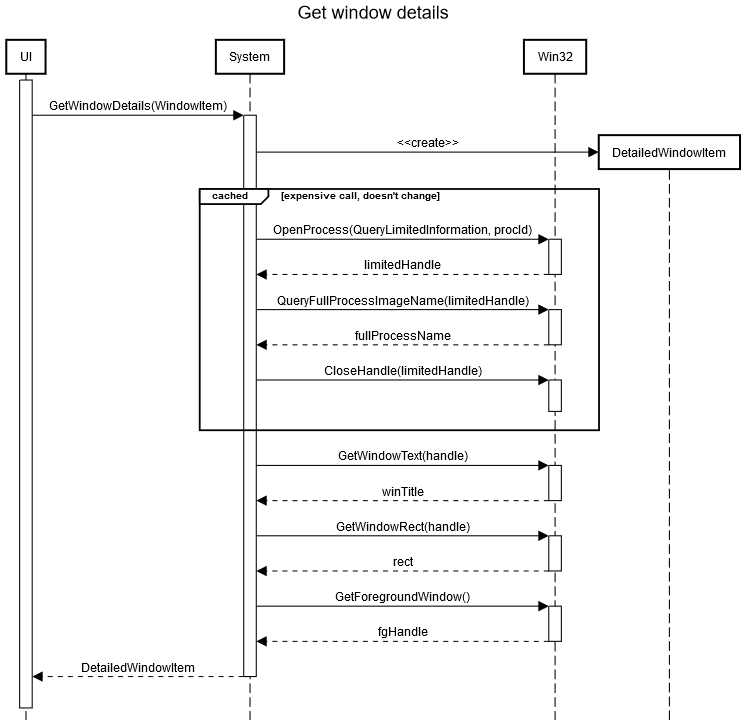 Get window details
UI
System
Win32
GetWindowDetails(WindowItem)
<<create>>
DetailedWindowItem
cached
[expensive call, doesn't change]
OpenProcess(QueryLimitedInformation, procId)
limitedHandle
QueryFullProcessImageName(limitedHandle)
fullProcessName
CloseHandle(limitedHandle)
GetWindowText(handle)
winTitle
GetWindowRect(handle)
rect
GetForegroundWindow()
fgHandle
DetailedWindowItem